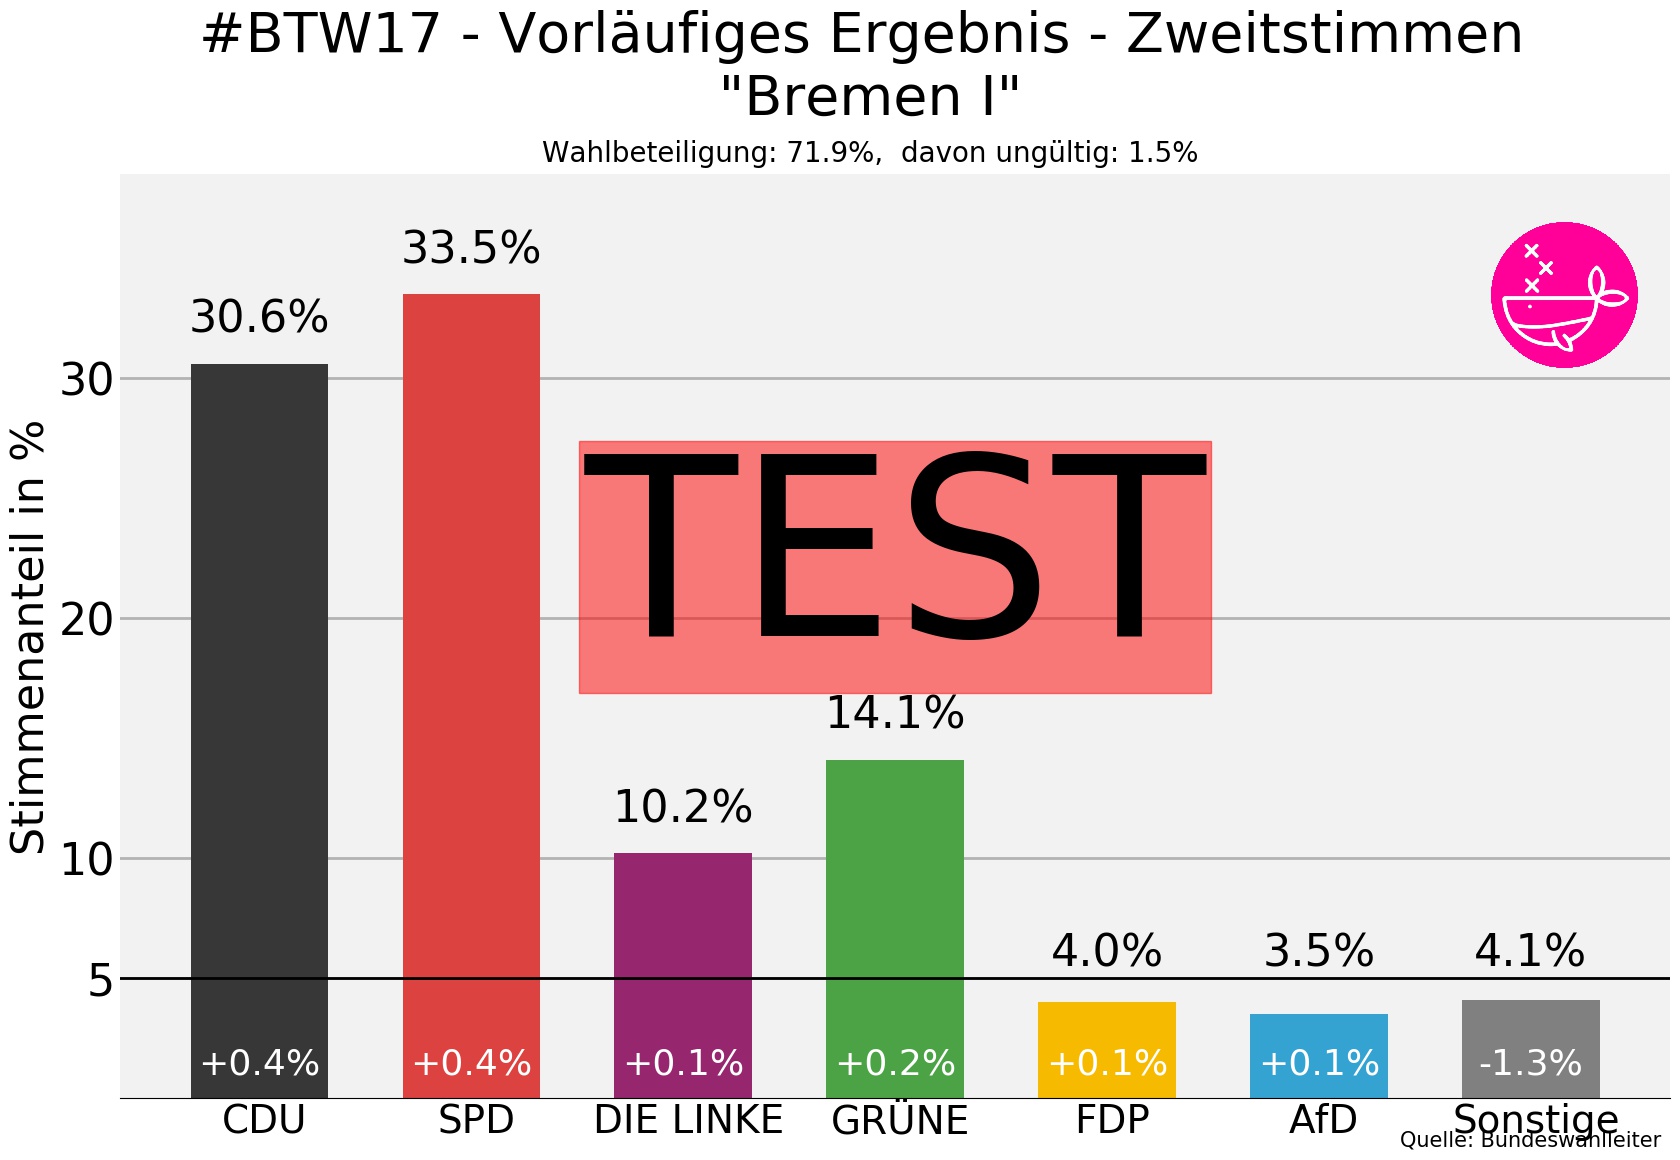 #BTW17 - Vorläufiges Ergebnis - Zweitstimmen
"Bremen I"
Wahlbeteiligung: 71.9%,  davon ungültig: 1.5%
Stimmenanteil in %
30
20
10
5
30.6%
33.5%
10.2%
14.1%
4.0%
3.5%
4.1%
TEST
+0.4%
+0.4%
+0.1%
+0.2%
+0.1%
+0.1%
-1.3%
CDU
SPD
DIE LINKE
GRÜNE
FDP
AfD
Sonstige
Quelle: Bundeswahlleiter